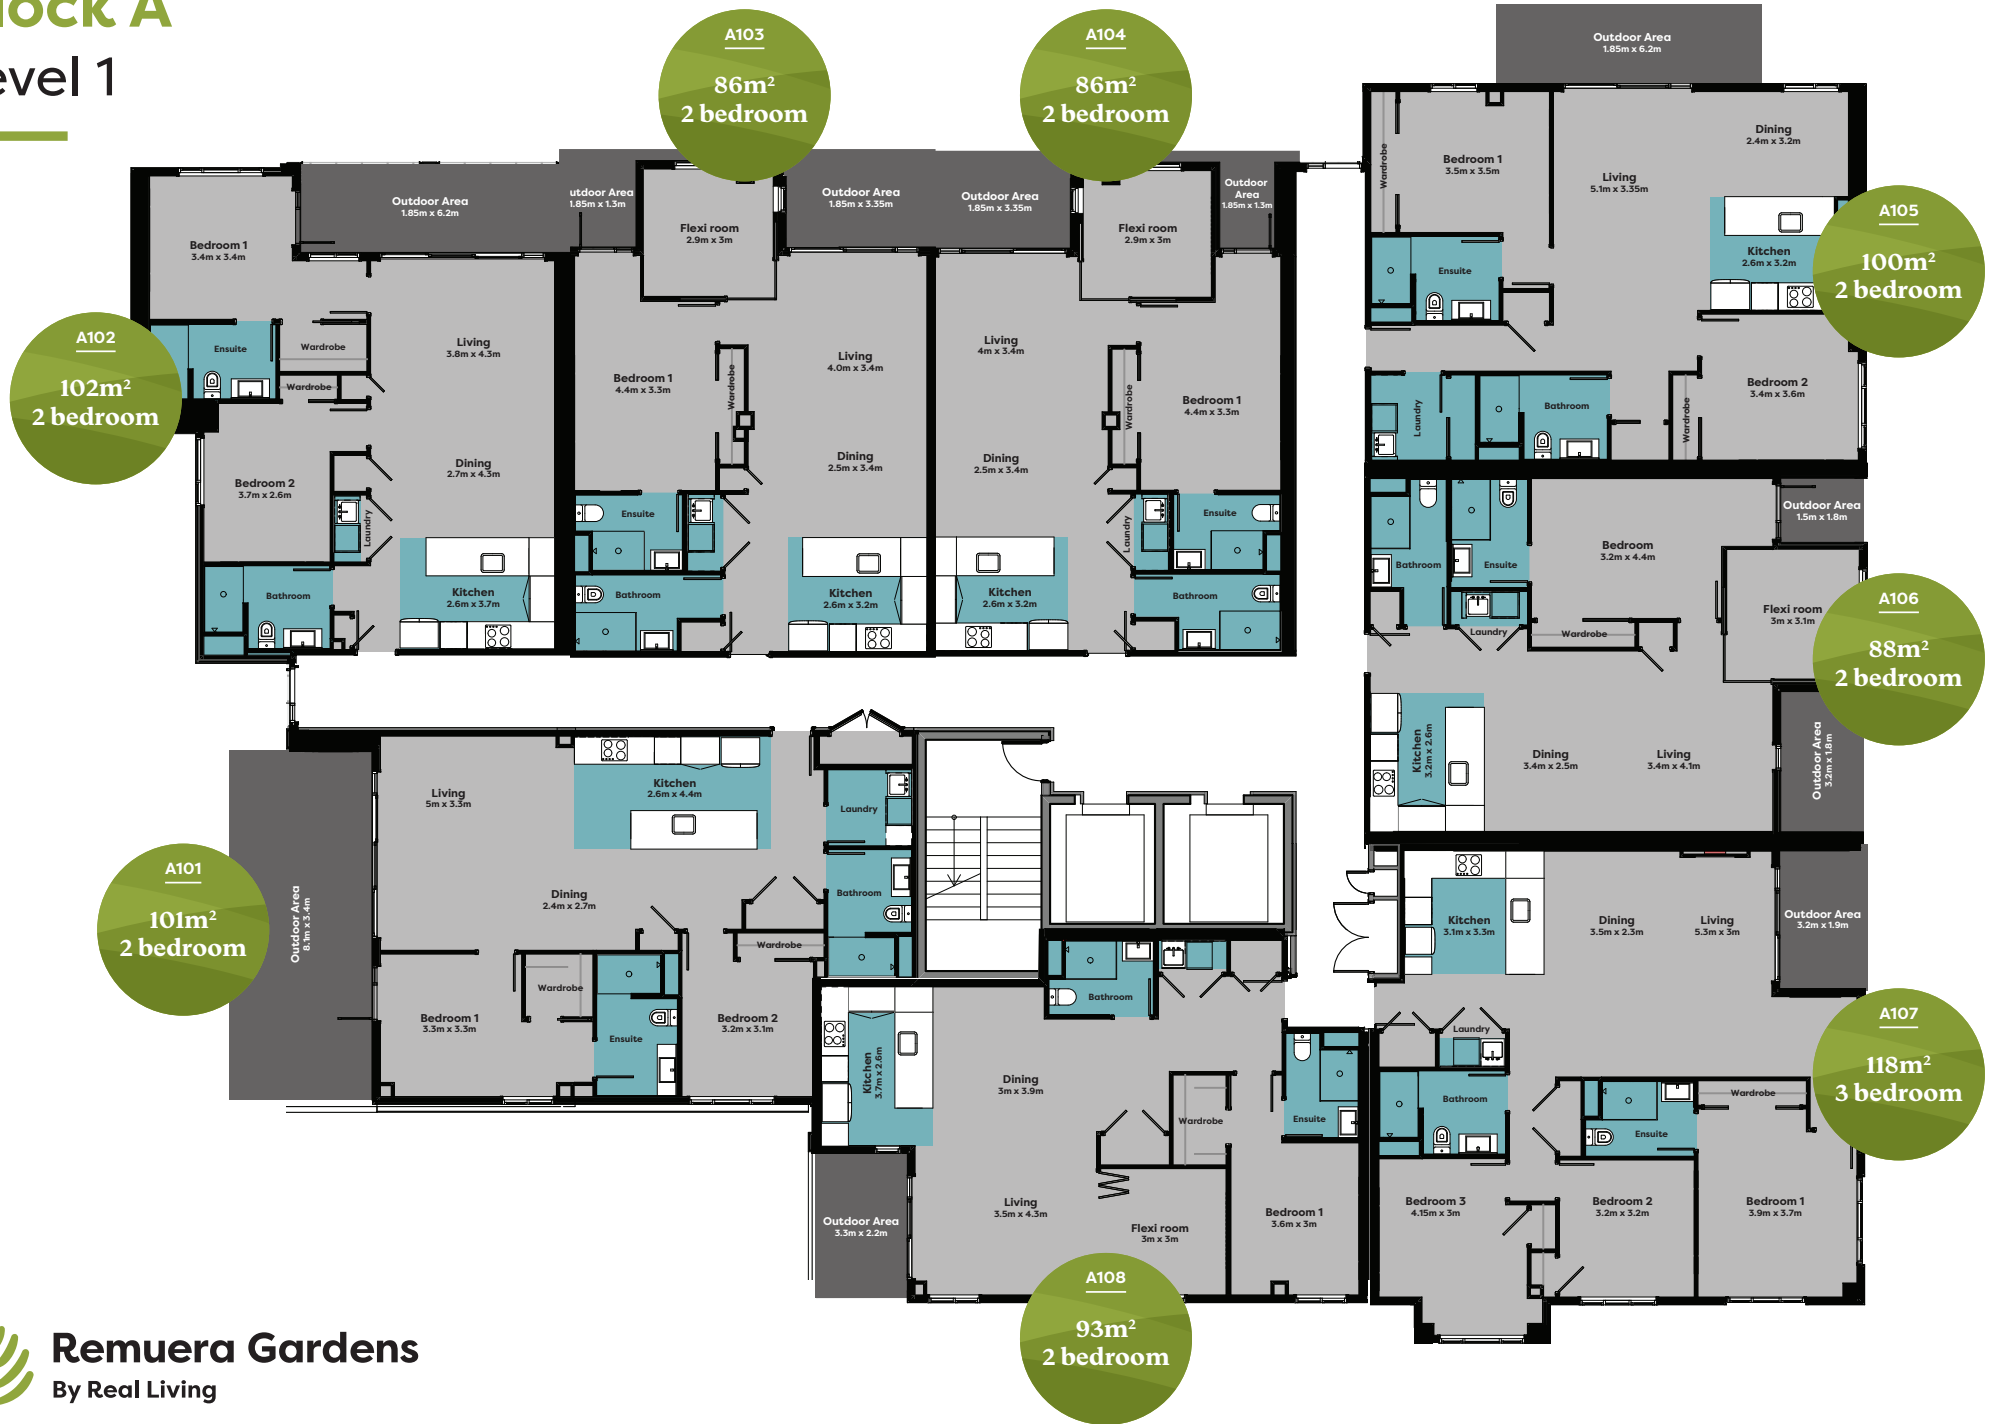 lock A
evel 1
A103
86m²
2 bedroom
A104
86m²
2 bedroom
Outdoor Area
1.85m x 6.2m
Bedroom 1
3.5m x 3.5m
Wardrobe
Living
5.1m x 3.35m
Dining
2.4m x 3.2m
Kitchen
2.6m x 3.2m
Ensuite
A105
100m²
2 bedroom
Bedroom 2
3.4m x 3.6m
Wardrobe
Bathroom
Laundry
Outdoor Area
1.85m x 6.2m
Bedroom 1
3.4m x 3.4m
A102
102m²
2 bedroom
Ensuite
Wardrobe
Wardrobe
Living
3.8m x 4.3m
Dining
2.7m x 4.3m
Bedroom 2
3.7m x 2.6m
Laundry
Bathroom
Kitchen
2.6m x 3.7m
utdoor Area
1.85m x 1.3m
Flexi room
2.9m x 3m
Outdoor Area
1.85m x 3.35m
Bedroom 1
4.4m x 3.3m
Wardrobe
Living
4.0m x 3.4m
Dining
2.5m x 3.4m
Ensuite
Bathroom
Kitchen
2.6m x 3.2m
Outdoor Area
1.85m x 3.35m
Flexi room
2.9m x 3m
Outdoor
Area
1.85m x 1.3m
Living
4m x 3.4m
Wardrobe
Bedroom 1
4.4m x 3.3m
Dining
2.5m x 3.4m
Laundry
Ensuite
Bathroom
Kitchen
2.6m x 3.2m
Bathroom
Ensuite
Laundry
Wardrobe
Bedroom
3.2m x 4.4m
Outdoor Area
1.5m x 1.8m
Flexi room
3m x 3.1m
A106
88m²
2 bedroom
Kitchen
3.2m x 2.6m
Dining
3.4m x 2.5m
Living
3.4m x 4.1m
Outdoor Area
3.2m x 1.8m
A101
101m²
2 bedroom
Outdoor Area
8.1m x 3.4m
Living
5m x 3.3m
Kitchen
2.6m x 4.4m
Laundry
Dining
2.4m x 2.7m
Bathroom
Wardrobe
Wardrobe
Bedroom 1
3.3m x 3.3m
Ensuite
Bedroom 2
3.2m x 3.1m
Bathroom
Kitchen
3.7m x 2.6m
Dining
3m x 3.9m
Wardrobe
Ensuite
Outdoor Area
3.3m x 2.2m
Living
3.5m x 4.3m
Flexi room
3m x 3m
Bedroom 1
3.6m x 3m
A108
93m²
2 bedroom
Kitchen
3.1m x 3.3m
Dining
3.5m x 2.3m
Living
5.3m x 3m
Outdoor Area
3.2m x 1.9m
A107
118m²
3 bedroom
Laundry
Bathroom
Ensuite
Wardrobe
Bedroom 3
4.15m x 3m
Bedroom 2
3.2m x 3.2m
Bedroom 1
3.9m x 3.7m
Remuera Gardens
By Real Living